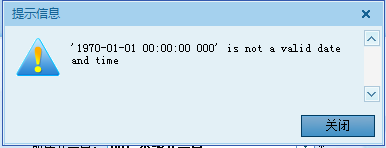 提示信息
'1970-01-01 00:00:00 000' is not a valid date
and time
关闭